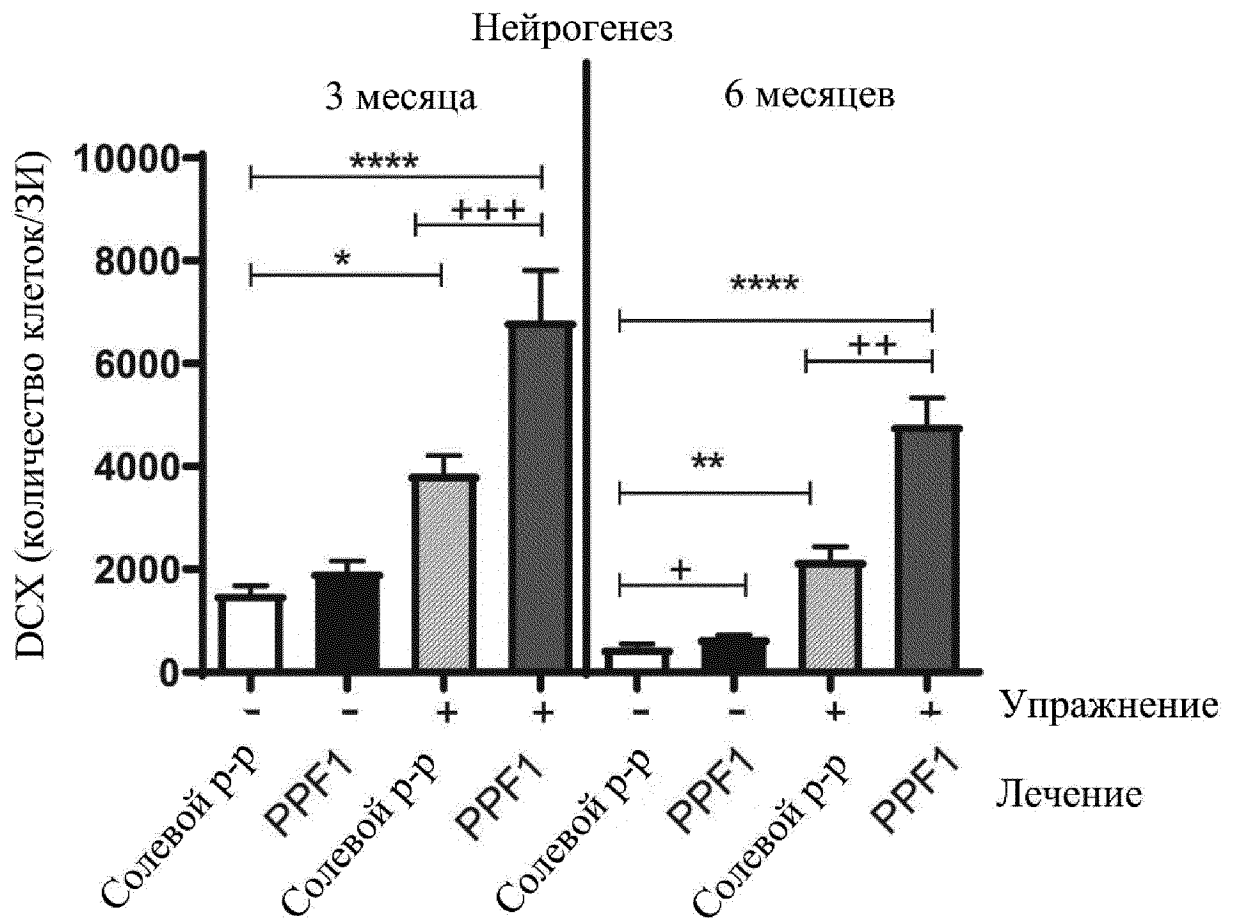 Нейрогенез
3 месяца
6 месяцев
DCX (количество клеток/ЗИ)
10000
8000
6000
4000
2000
0
****
+++
*
****
++
**
+
- - + + - - + + Упражнение
Солевой р-р PPF1 Солевой р-р PPF1 Солевой р-р PPF1 Солевой р-р PPF1 Лечение